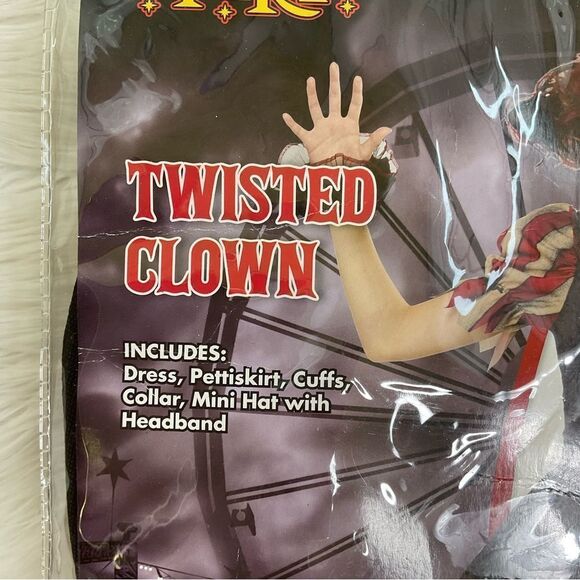 TWISTED
CLOWN
INCLUDES:
Dress, Pettiskirt, Cuffs,
Collar, Mini Hat with
Headband